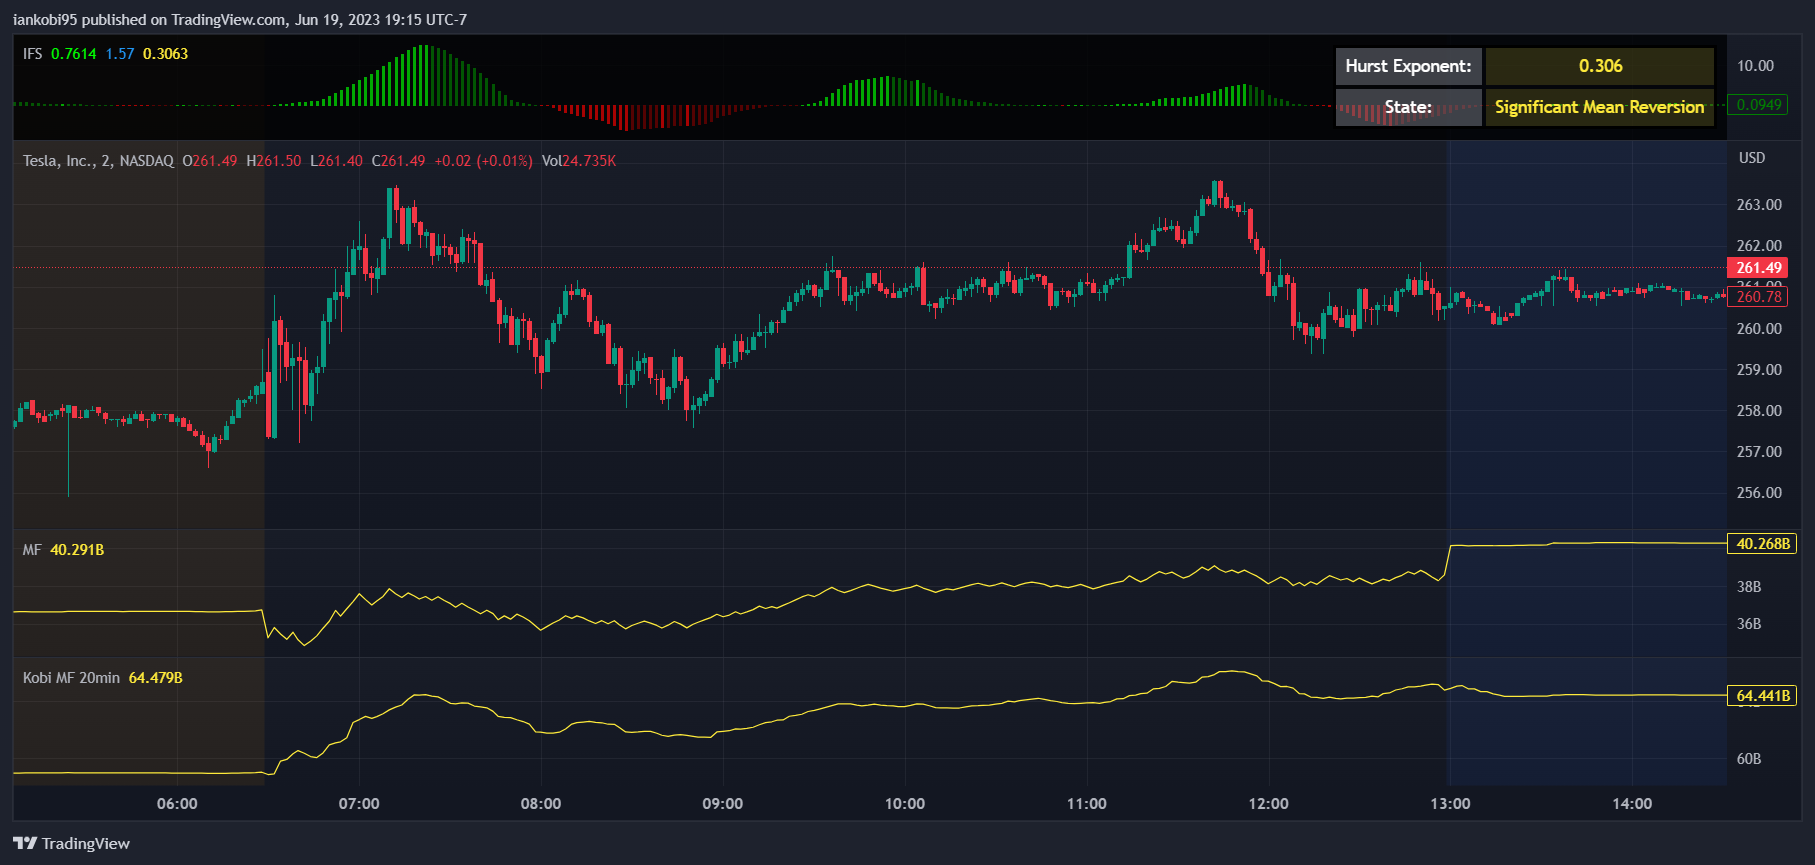 iankobi95 published on TradingView.com, Jun 19, 2023 19:15 UTC-7
IFS 0.7614 1.57 0.3063
Hurst Exponent: 0.306
State: Significant Mean Reversion
10.00
0.0949
Tesla, Inc., 2, NASDAQ O261.49 H261.50 L261.40 C261.49 +0.02 (+0.01%) Vol24.735K
USD
263.00
262.00
261.49
261.00
260.78
260.00
259.00
258.00
257.00
256.00
MF 40.291B
40.268B
38B
36B
Kobi MF 20min 64.479B
64.441B
60B
06:00 07:00 08:00 09:00 10:00 11:00 12:00 13:00 14:00
TradingView